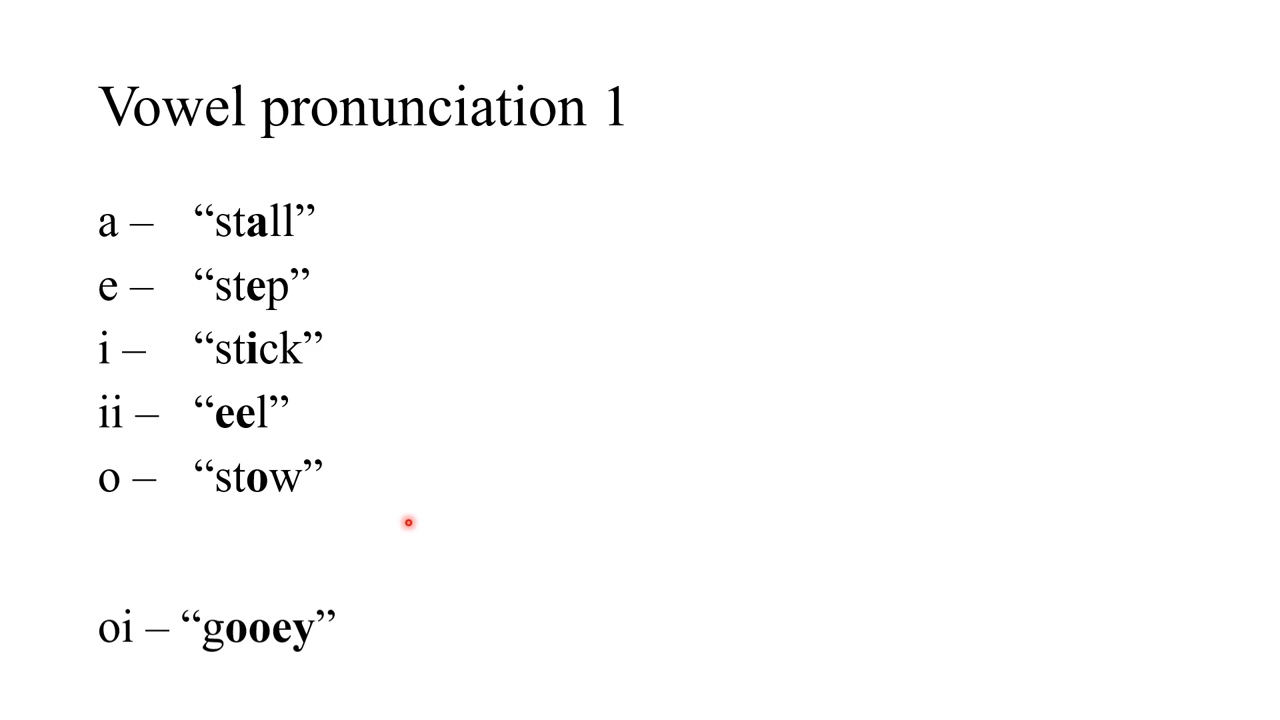 Vowel pronunciation 1
a – “stall”
e – “step”
i – “stick”
ii – “eel”
o – “stow”
oi – “gooey”